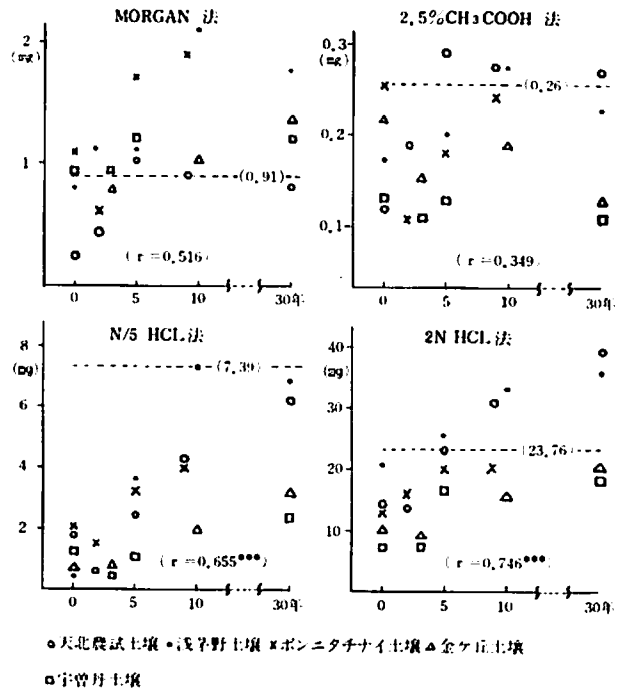 MORGAN 法
2
(mg)
1
(0,91)
(r=0,516)
0 5 10 30年
2,5%CH₃COOH 法
0,3
(mg)
(0,26)
0,2
0,1
(r=0,349)
0 5 10 30年
N/5 HCL法
8
(mg)
(7,39)
6
4
2
(r=0,655***)
0 5 10 30年
2N HCL 法
40
(mg)
30
(23,76)
20
10
(r=0,746***)
0 5 10 30年
○天北農試土壌 •浅茅野土壌 ×ポンニタチナイ土壌 △金ケ丘土壌
□宇曽丹土壌